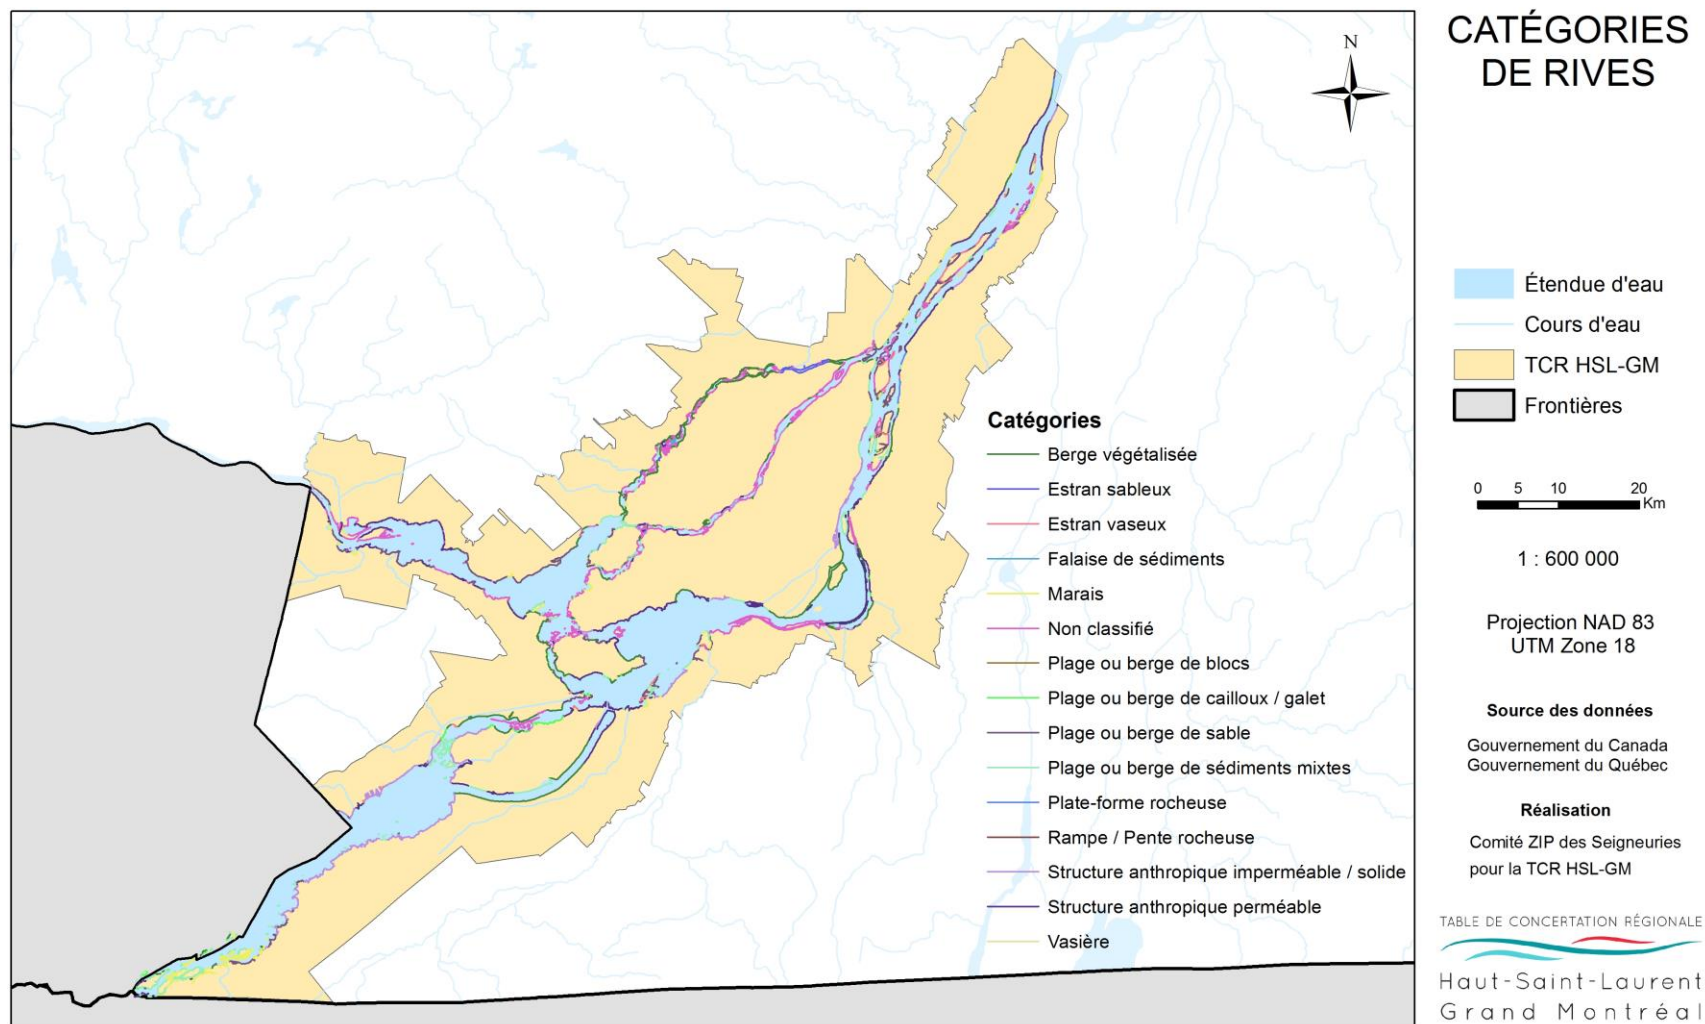 CATÉGORIES
DE RIVES
N
Étendue d'eau
Cours d'eau
TCR HSL-GM
Frontières
Catégories
Berge végétalisée
Estran sableux
Estran vaseux
Falaise de sédiments
Marais
Non classifié
Plage ou berge de blocs
Plage ou berge de cailloux / galet
Plage ou berge de sable
Plage ou berge de sédiments mixtes
Plate-forme rocheuse
Rampe / Pente rocheuse
Structure anthropique imperméable / solide
Structure anthropique perméable
Vasière
0 5 10 20
Km
1 : 600 000
Projection NAD 83
UTM Zone 18
Source des données
Gouvernement du Canada
Gouvernement du Québec
Réalisation
Comité ZIP des Seigneuries
pour la TCR HSL-GM
TABLE DE CONCERTATION RÉGIONALE
Haut-Saint-Laurent
Grand Montréal